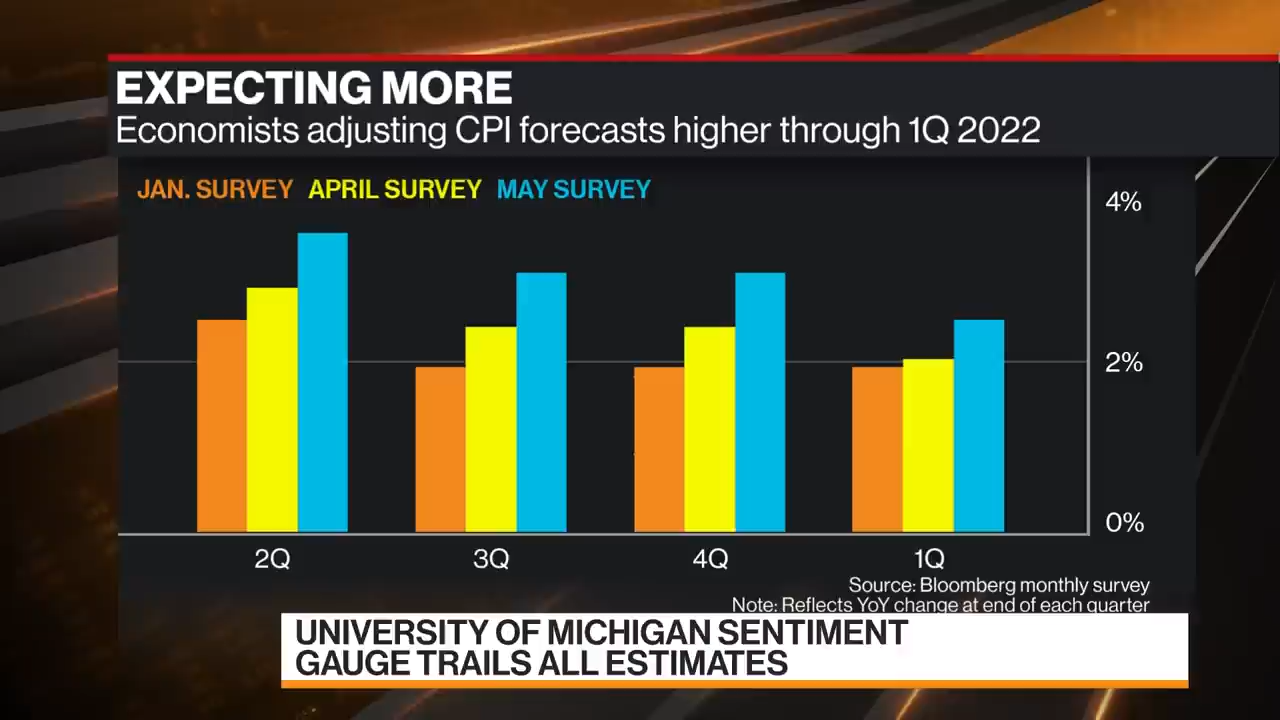 EXPECTING MORE
Economists adjusting CPI forecasts higher through 1Q 2022
JAN. SURVEY APRIL SURVEY MAY SURVEY
4%
2%
0%
2Q 3Q 4Q 1Q
Source: Bloomberg monthly survey
Note: Reflects YoY change at end of each quarter
UNIVERSITY OF MICHIGAN SENTIMENT
GAUGE TRAILS ALL ESTIMATES